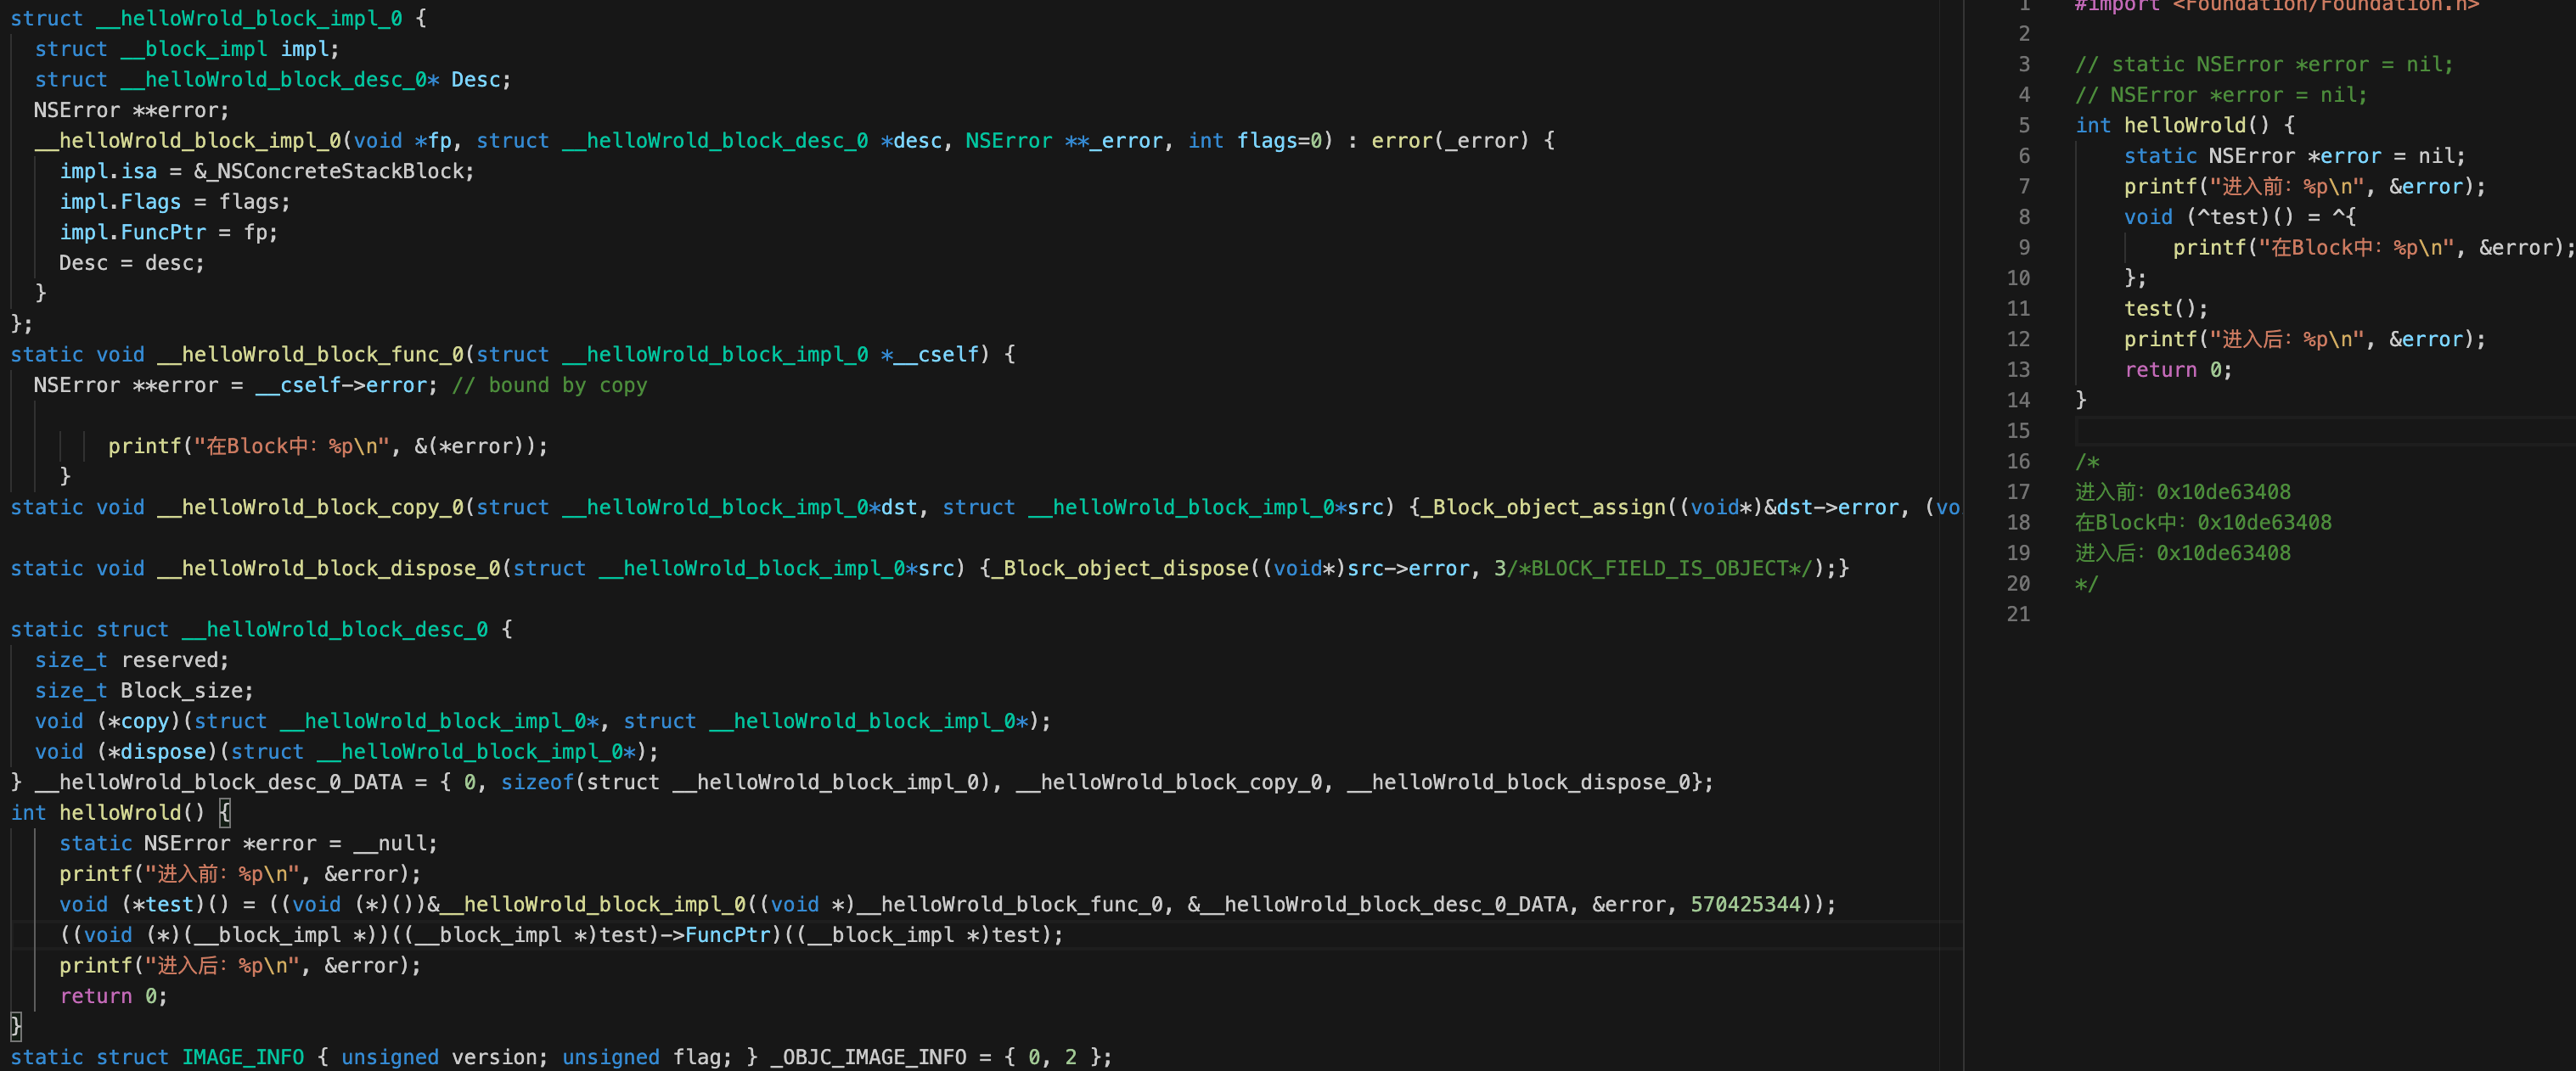 struct __helloWrold_block_impl_0 {
  struct __block_impl impl;
  struct __helloWrold_block_desc_0* Desc;
  NSError **error;
  __helloWrold_block_impl_0(void *fp, struct __helloWrold_block_desc_0 *desc, NSError **_error, int flags=0) : error(_error) {
    impl.isa = &_NSConcreteStackBlock;
    impl.Flags = flags;
    impl.FuncPtr = fp;
    Desc = desc;
  }
};
static void __helloWrold_block_func_0(struct __helloWrold_block_impl_0 *__cself) {
  NSError **error = __cself->error; // bound by copy
        printf("在Block中：%p\n", &(*error));
    }
static void __helloWrold_block_copy_0(struct __helloWrold_block_impl_0*dst, struct __helloWrold_block_impl_0*src) {_Block_object_assign((void*)&dst->error, (vo
static void __helloWrold_block_dispose_0(struct __helloWrold_block_impl_0*src) {_Block_object_dispose((void*)src->error, 3/*BLOCK_FIELD_IS_OBJECT*/);}
static struct __helloWrold_block_desc_0 {
  size_t reserved;
  size_t Block_size;
  void (*copy)(struct __helloWrold_block_impl_0*, struct __helloWrold_block_impl_0*);
  void (*dispose)(struct __helloWrold_block_impl_0*);
} __helloWrold_block_desc_0_DATA = { 0, sizeof(struct __helloWrold_block_impl_0), __helloWrold_block_copy_0, __helloWrold_block_dispose_0};
int helloWrold() {
    static NSError *error = __null;
    printf("进入前：%p\n", &error);
    void (*test)() = ((void (*)())&__helloWrold_block_impl_0((void *)__helloWrold_block_func_0, &__helloWrold_block_desc_0_DATA, &error, 570425344));
    ((void (*)(__block_impl *))((__block_impl *)test)->FuncPtr)((__block_impl *)test);
    printf("进入后：%p\n", &error);
    return 0;
}
static struct IMAGE_INFO { unsigned version; unsigned flag; } _OBJC_IMAGE_INFO = { 0, 2 };
1 #import <Foundation/Foundation.h>
2
3 // static NSError *error = nil;
4 // NSError *error = nil;
5 int helloWrold() {
6     static NSError *error = nil;
7     printf("进入前：%p\n", &error);
8     void (^test)() = ^{
9         printf("在Block中：%p\n", &error);
10     };
11     test();
12     printf("进入后：%p\n", &error);
13     return 0;
14 }
15
16 /*
17 进入前：0x10de63408
18 在Block中：0x10de63408
19 进入后：0x10de63408
20 */
21